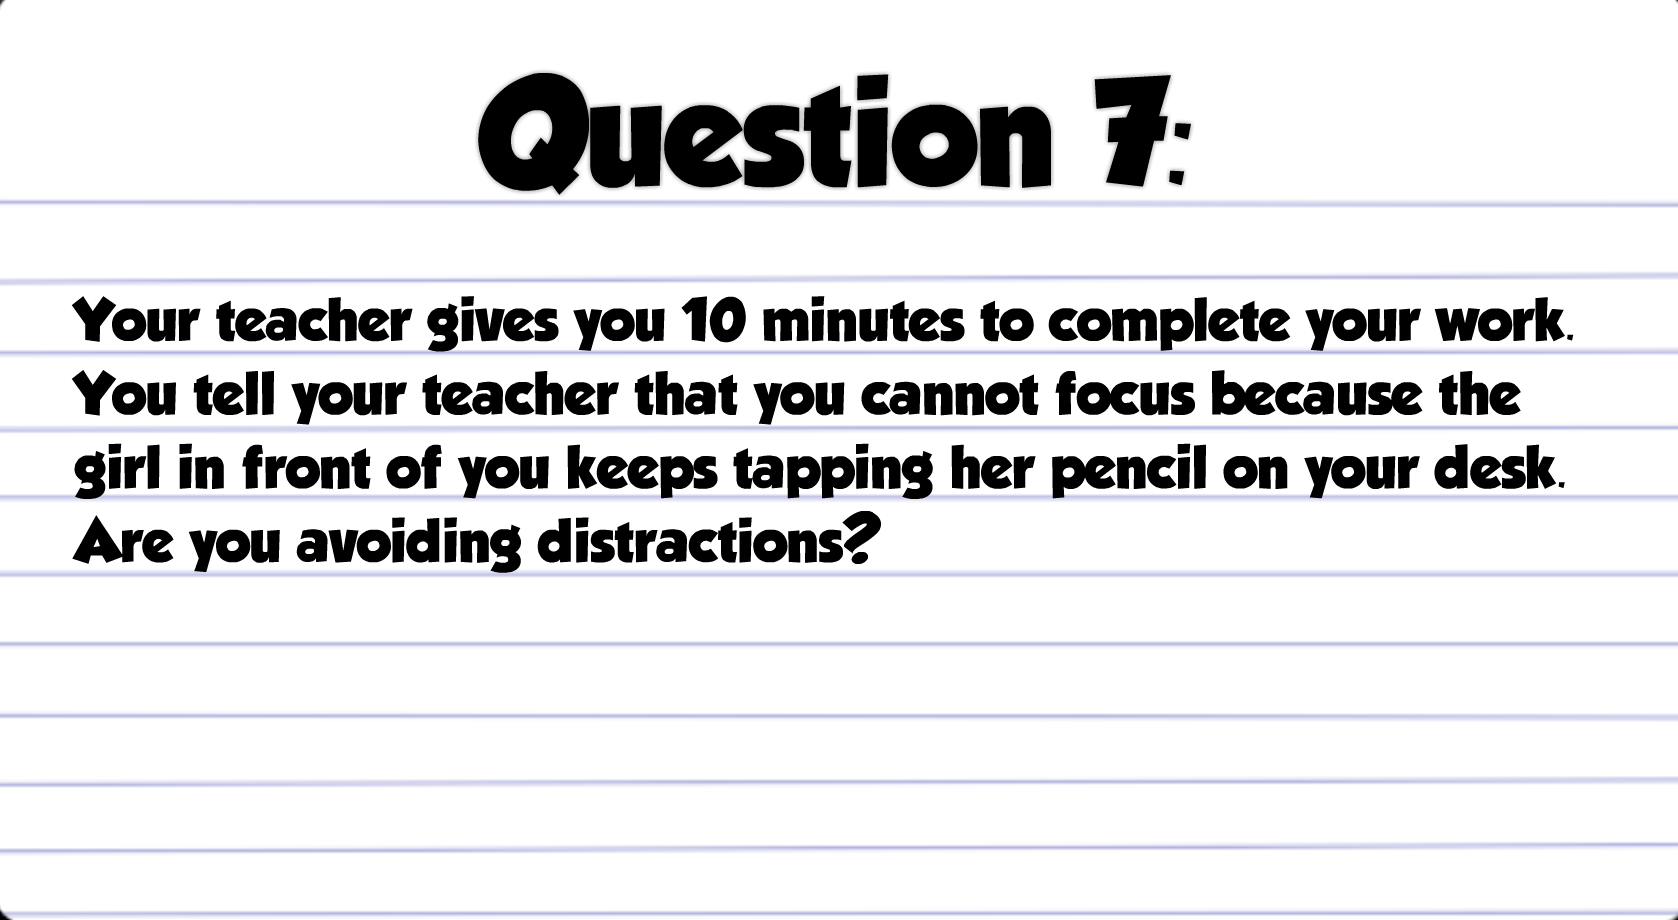 Question 7:
Your teacher gives you 10 minutes to complete your work.
You tell your teacher that you cannot focus because the
girl in front of you keeps tapping her pencil on your desk.
Are you avoiding distractions?